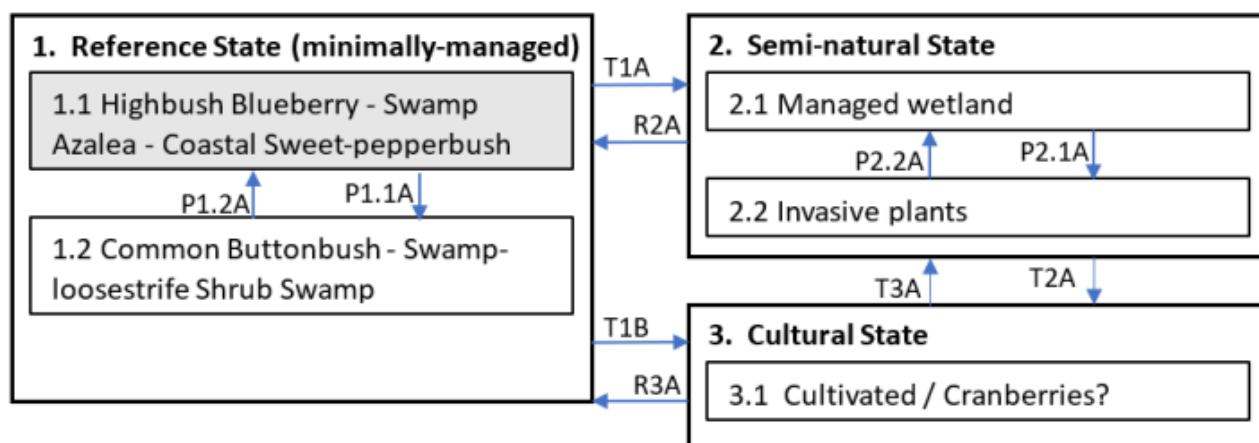 1. Reference State (minimally-managed)
1.1 Highbush Blueberry - Swamp
Azalea - Coastal Sweet-pepperbush
P1.2A
P1.1A
1.2 Common Buttonbush - Swamp-
loosestrife Shrub Swamp
T1A
R2A
T1B
R3A
2. Semi-natural State
2.1 Managed wetland
P2.2A
P2.1A
2.2 Invasive plants
T3A
T2A
3. Cultural State
3.1 Cultivated / Cranberries?